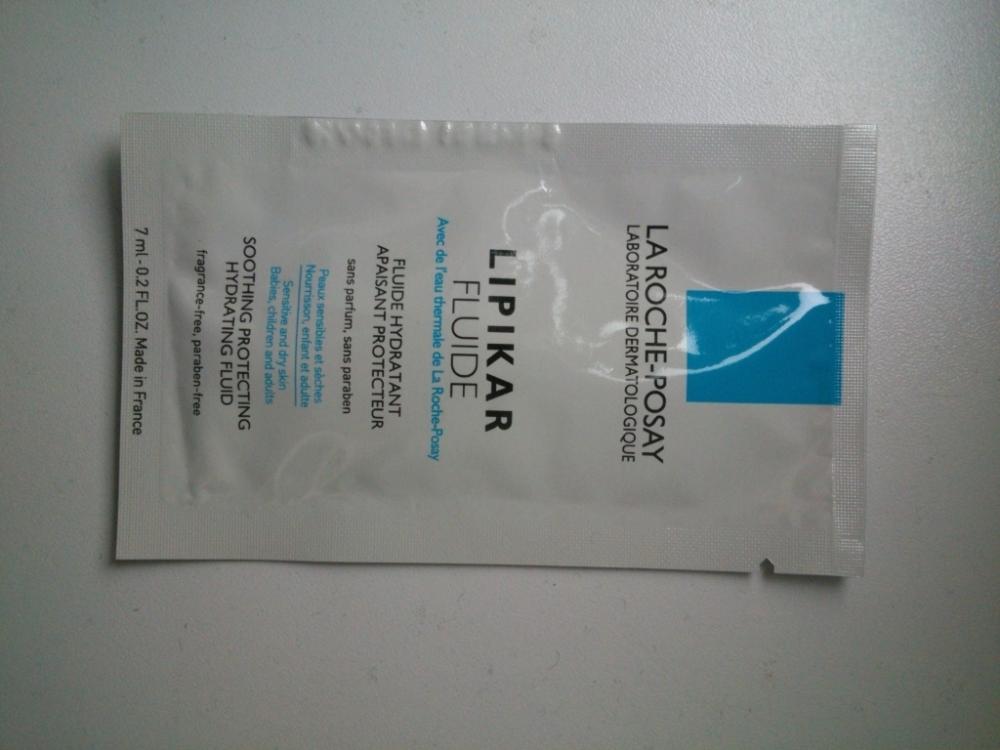 LA ROCHE-POSAY
LABORATOIRE DERMATOLOGIQUE
LIPIKAR
FLUIDE
Avec de l'eau thermale de La Roche-Posay
FLUIDE HYDRATANT
APAISANT PROTECTEUR
sans parfum, sans paraben
Peaux sensibles et sèches
Nourrisson, enfant et adulte
Sensitive and dry skin
Babies, children and adults
SOOTHING PROTECTING
HYDRATING FLUID
fragrance-free, paraben-free
7 ml - 0.2 FL.OZ. Made in France